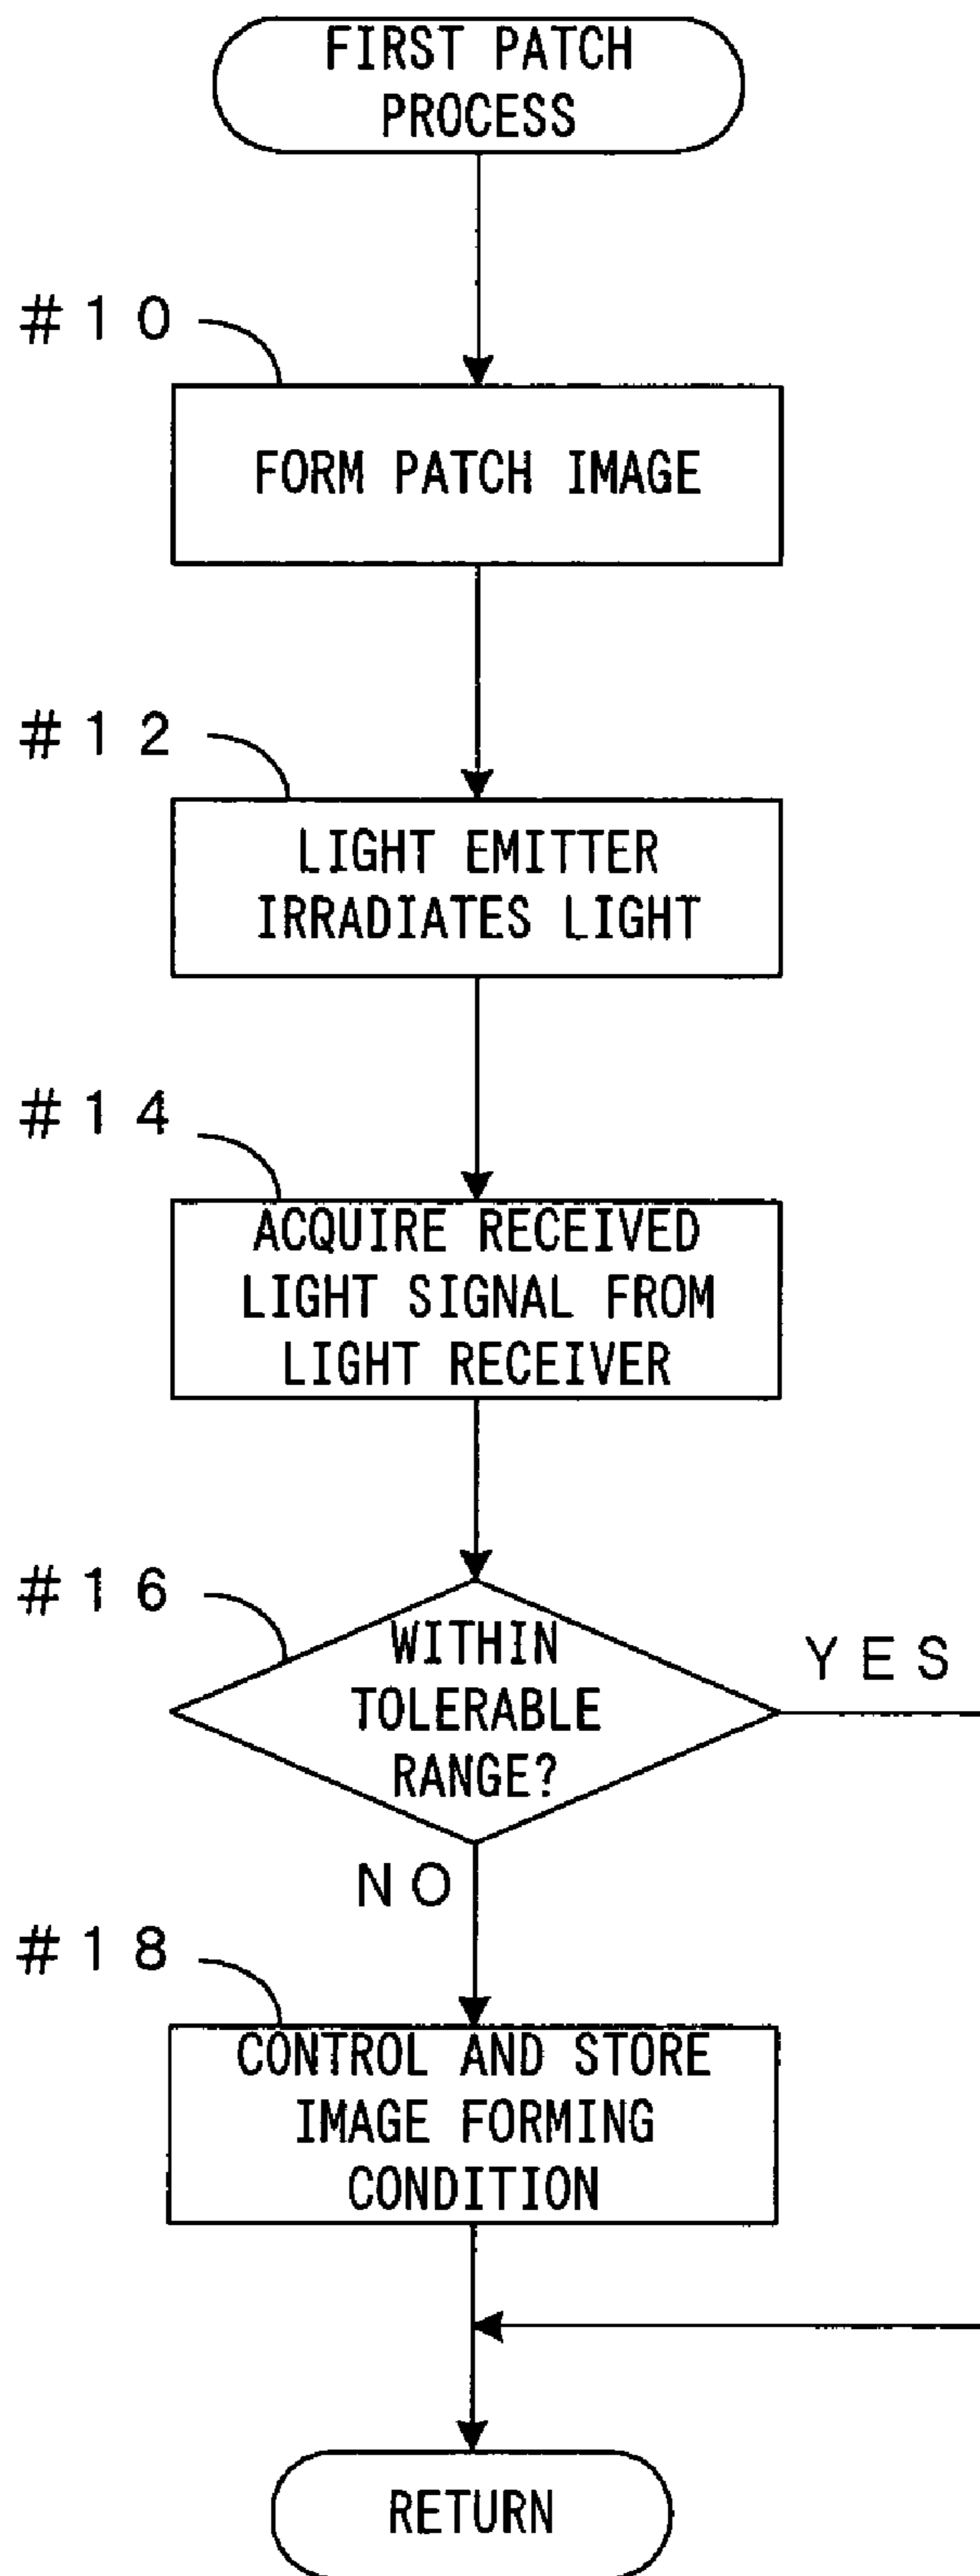 FIRST PATCH
PROCESS
#10
FORM PATCH IMAGE
#12
LIGHT EMITTER
IRRADIATES LIGHT
#14
ACQUIRE RECEIVED
LIGHT SIGNAL FROM
LIGHT RECEIVER
#16
WITHIN
TOLERABLE
RANGE?
YES
NO
#18
CONTROL AND STORE
IMAGE FORMING
CONDITION
RETURN